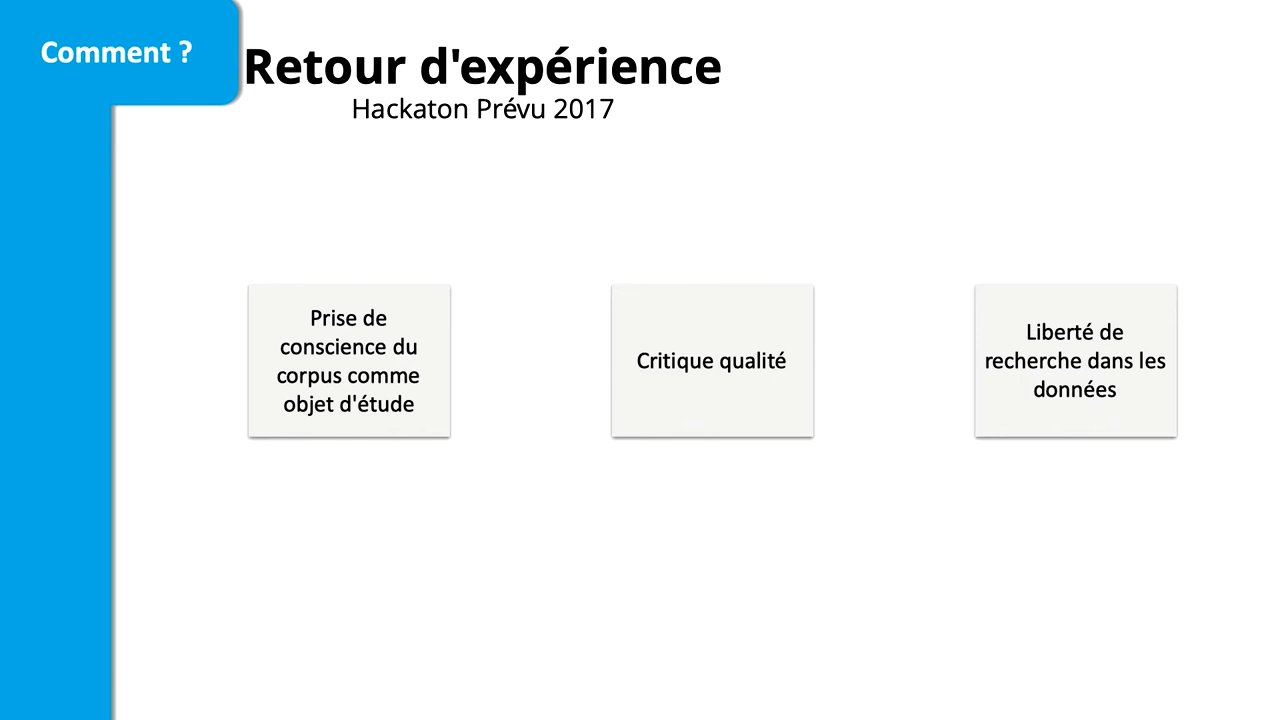 Comment ?
Retour d'expérience
Hackaton Prévu 2017
Prise de
conscience du
corpus comme
objet d'étude
Critique qualité
Liberté de
recherche dans les
données